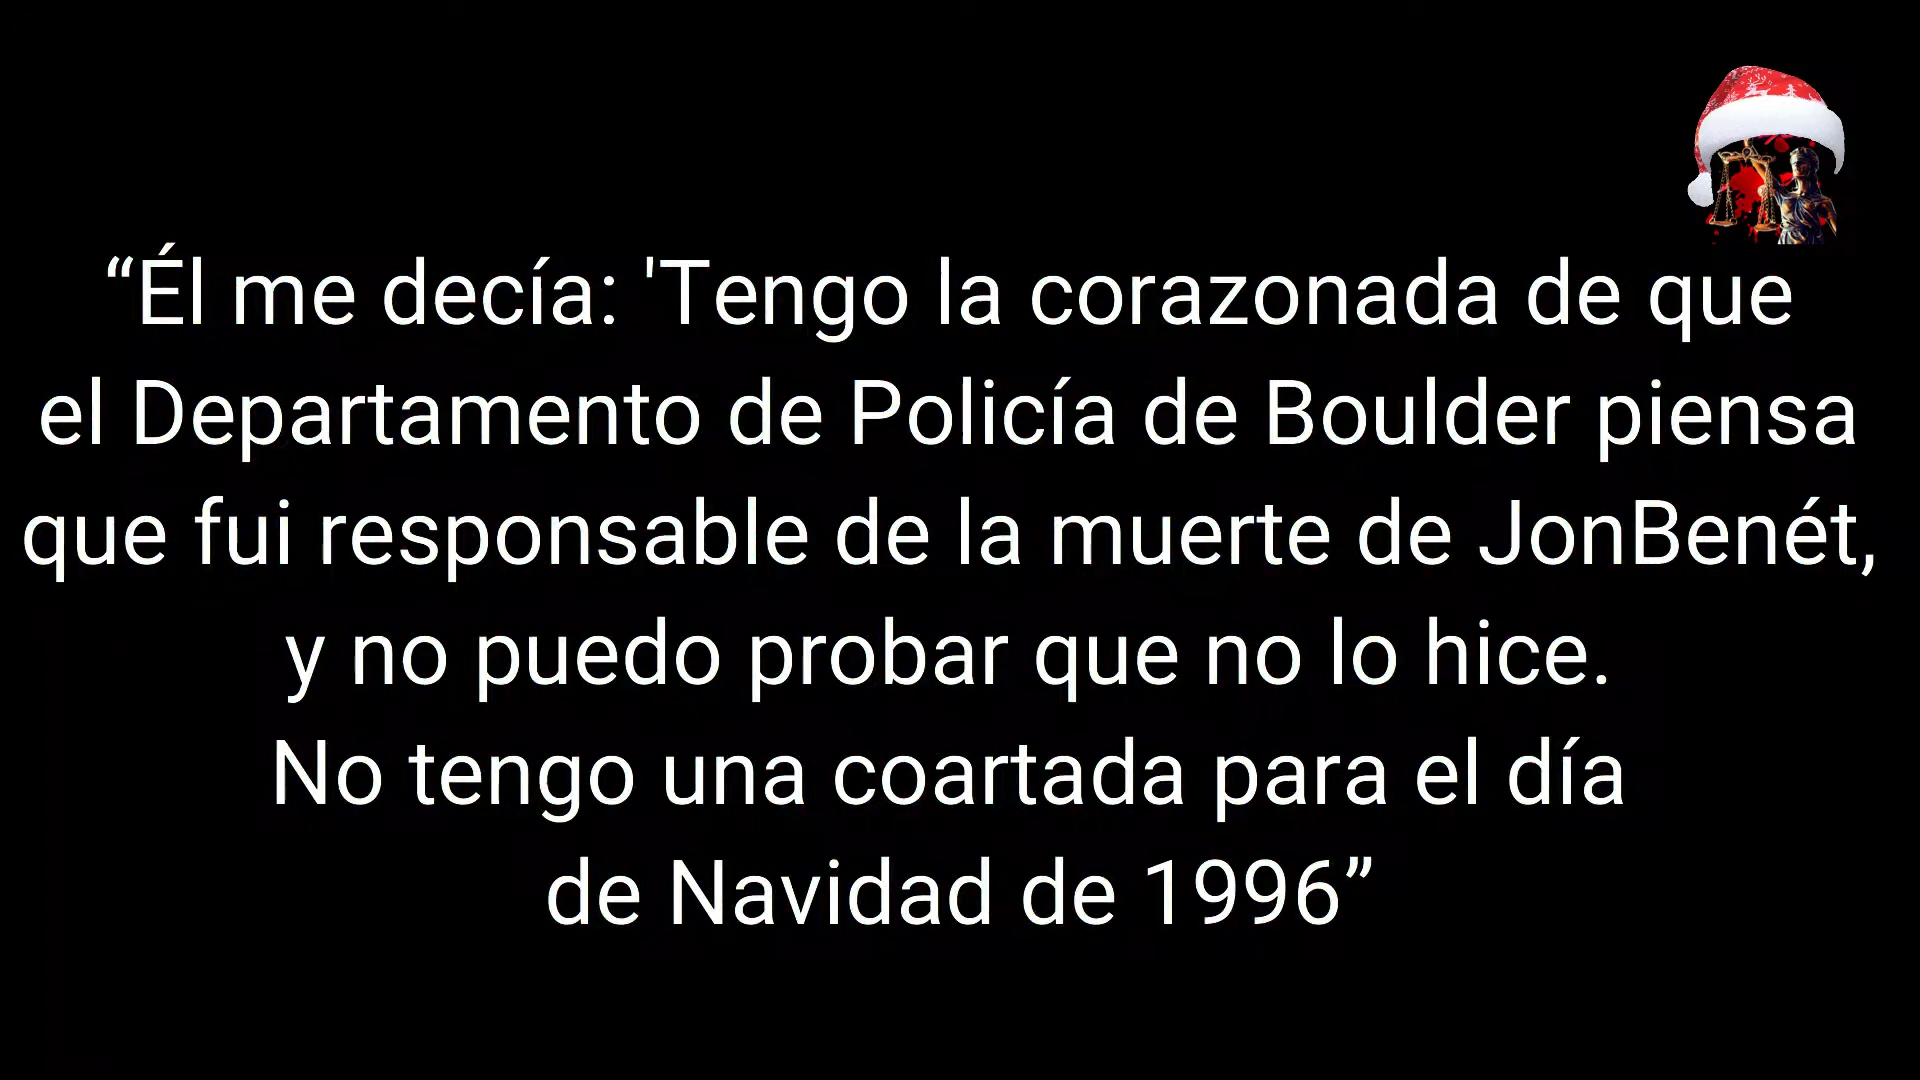 “Él me decía: 'Tengo la corazonada de que
el Departamento de Policía de Boulder piensa
que fui responsable de la muerte de JonBenét,
y no puedo probar que no lo hice.
No tengo una coartada para el día
de Navidad de 1996”